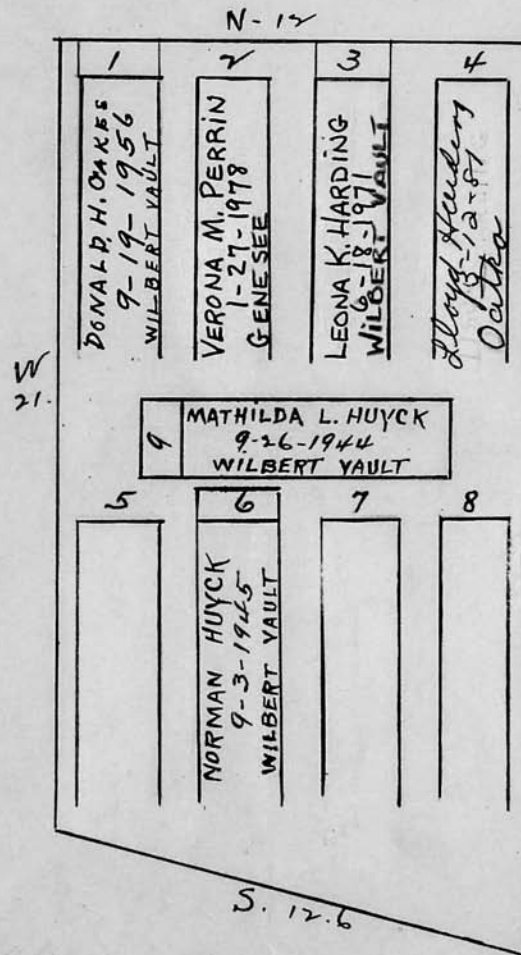 N-12
1
2
3
4
DONALD H. OAKES
9-19-1956
WILBERT VAULT
VERONA M. PERRIN
1-27-1978
GENESEE
LEONA K. HARDING
6-18-1971
WILBERT VAULT
Lloyd Harding
-12-81
Oatka
W
21.
9
MATHILDA L. HUYCK
9-26-1944
WILBERT VAULT
5
6
7
8
NORMAN HUYCK
9-3-1945
WILBERT VAULT
S. 12.6